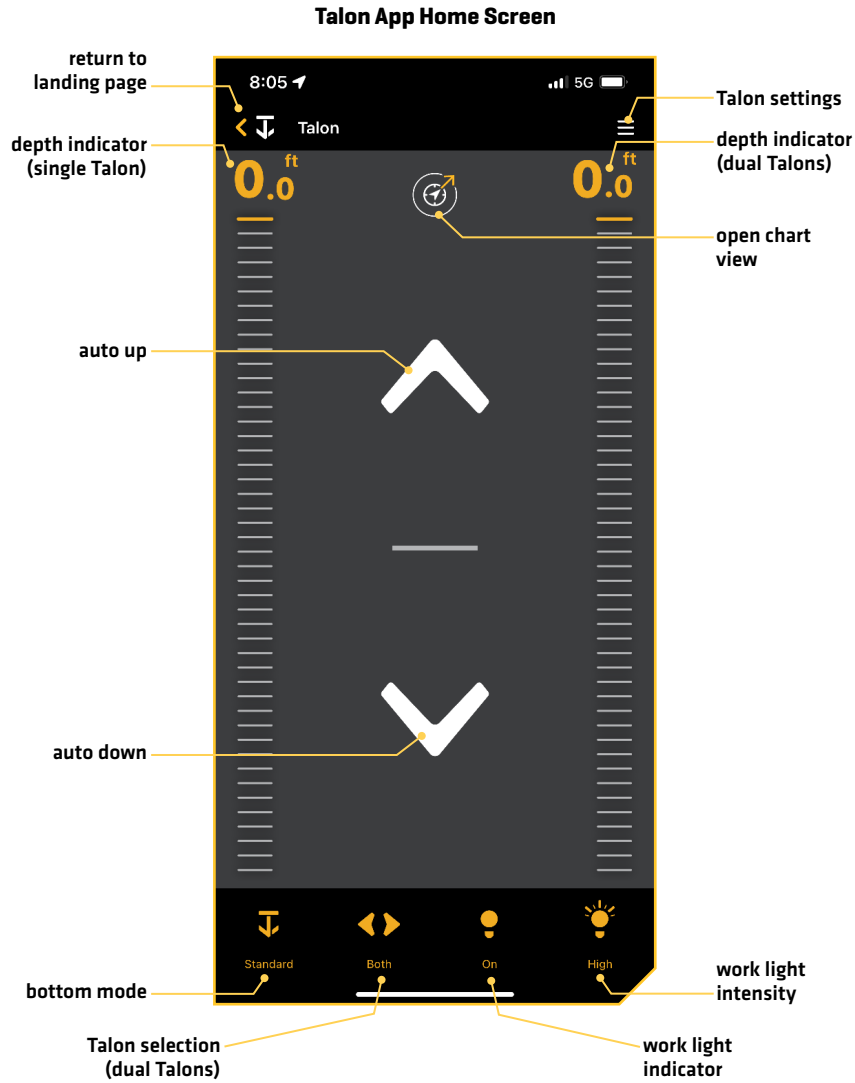 Talon App Home Screen
return to
landing page
8:05
5G
Talon
Talon settings
depth indicator
(single Talon)
0.0 ft
0.0 ft
depth indicator
(dual Talons)
open chart
view
auto up
auto down
Standard
Both
On
High
bottom mode
work light
intensity
Talon selection
(dual Talons)
work light
indicator